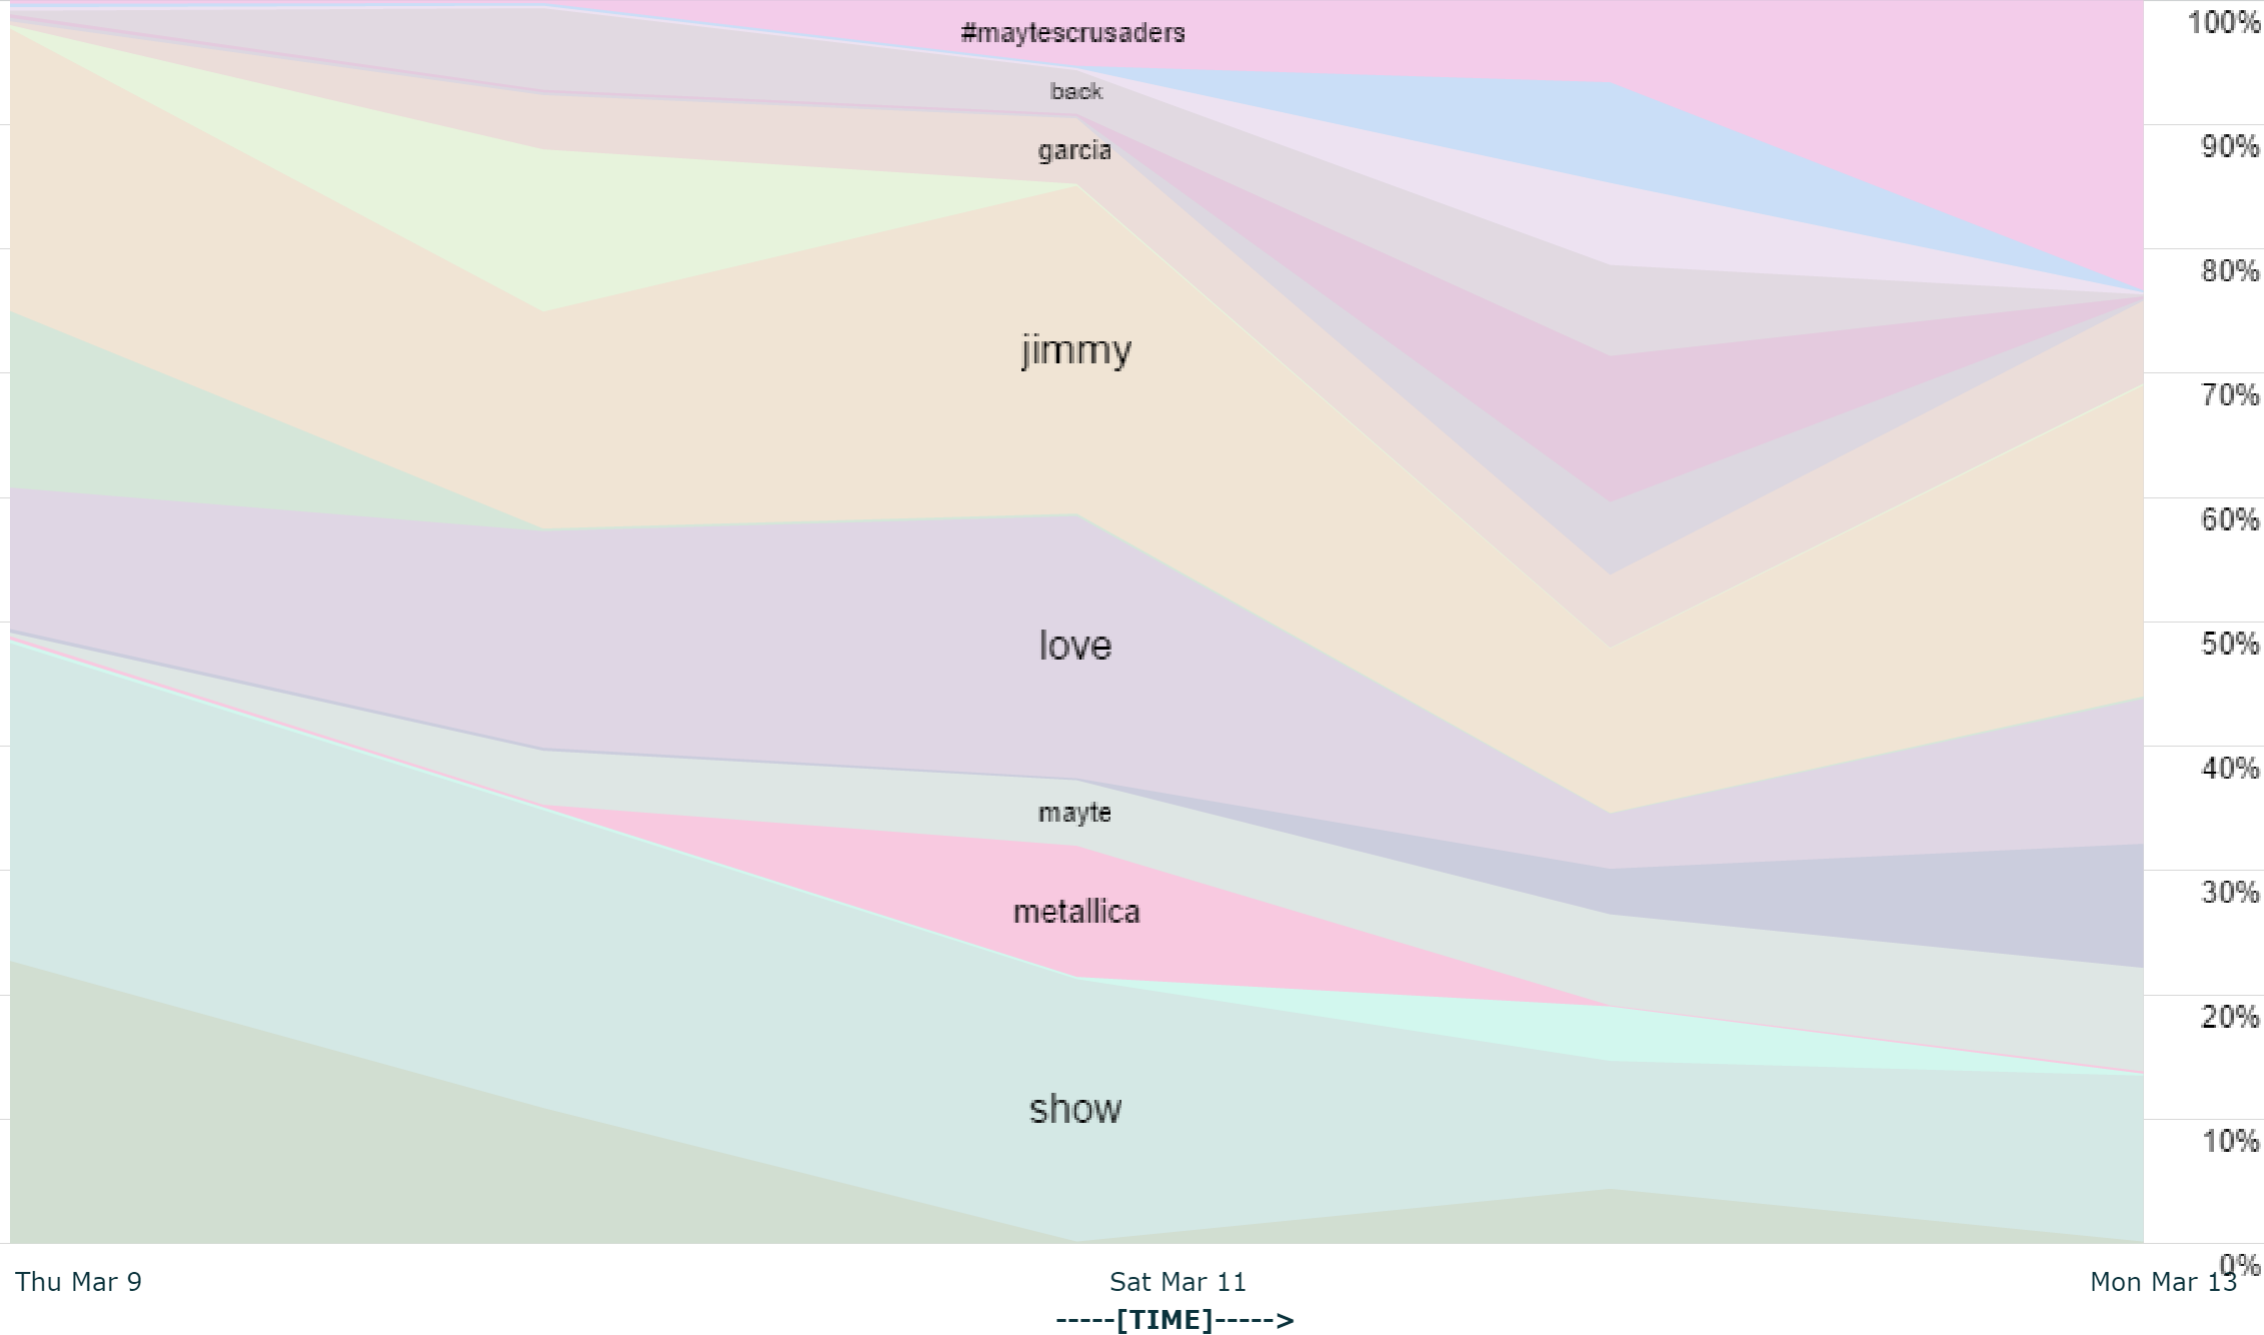 #maytescrusaders
back
garcia
jimmy
love
mayte
metallica
show
100%
90%
80%
70%
60%
50%
40%
30%
20%
10%
0%
Thu Mar 9 Sat Mar 11 Mon Mar 13
-----[TIME]----->